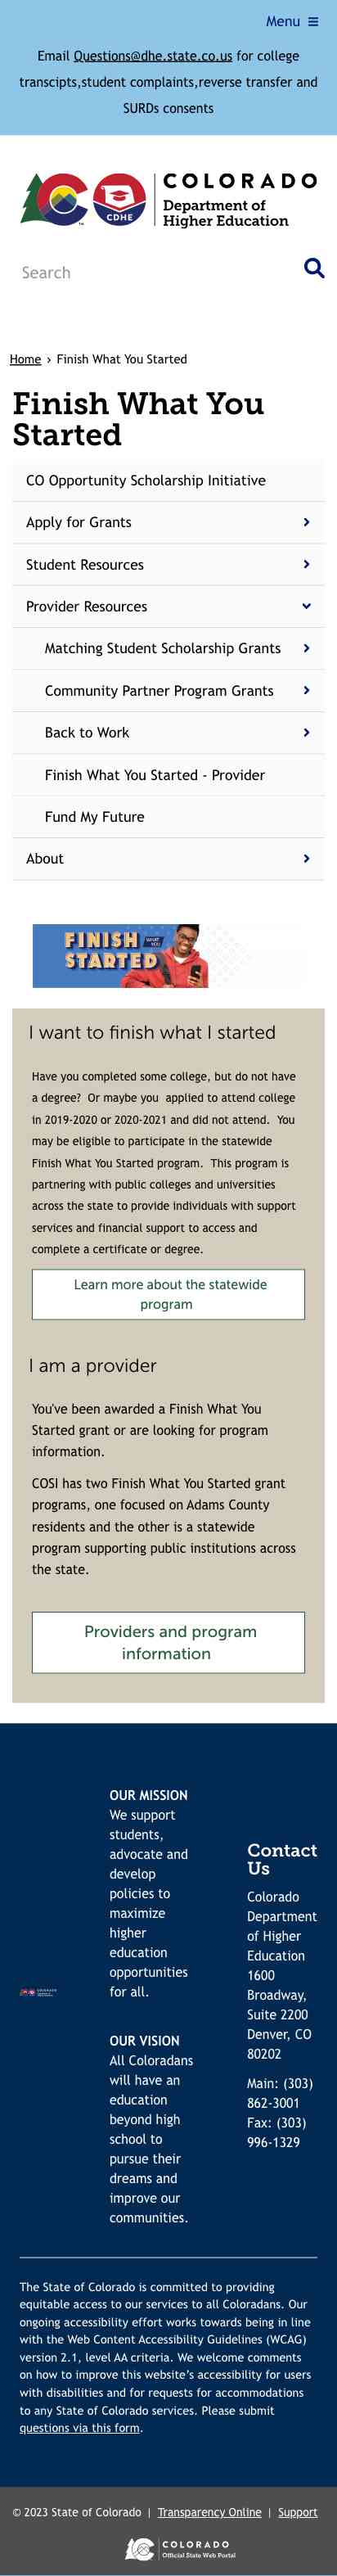 Menu
Email Questions@dhe.state.co.us for college
transcipts,student complaints,reverse transfer and
SURDs consents
CDHE
COLORADO
Department of
Higher Education
Search
Home > Finish What You Started
Finish What You
Started
CO Opportunity Scholarship Initiative
Apply for Grants
Student Resources
Provider Resources
Matching Student Scholarship Grants
Community Partner Program Grants
Back to Work
Finish What You Started - Provider
Fund My Future
About
FINISH WHAT YOU
STARTED
I want to finish what I started
Have you completed some college, but do not have
a degree?  Or maybe you  applied to attend college
in 2019-2020 or 2020-2021 and did not attend.  You
may be eligible to participate in the statewide
Finish What You Started program.  This program is
partnering with public colleges and universities
across the state to provide individuals with support
services and financial support to access and
complete a certificate or degree.
Learn more about the statewide
program
I am a provider
You've been awarded a Finish What You
Started grant or are looking for program
information.
COSI has two Finish What You Started grant
programs, one focused on Adams County
residents and the other is a statewide
program supporting public institutions across
the state.
Providers and program
information
OUR MISSION
We support
students,
advocate and
develop
policies to
maximize
higher
education
opportunities
for all.
OUR VISION
All Coloradans
will have an
education
beyond high
school to
pursue their
dreams and
improve our
communities.
Contact
Us
Colorado
Department
of Higher
Education
1600
Broadway,
Suite 2200
Denver, CO
80202
Main: (303)
862-3001
Fax: (303)
996-1329
The State of Colorado is committed to providing
equitable access to our services to all Coloradans. Our
ongoing accessibility effort works towards being in line
with the Web Content Accessibility Guidelines (WCAG)
version 2.1, level AA criteria. We welcome comments
on how to improve this website's accessibility for users
with disabilities and for requests for accommodations
to any State of Colorado services. Please submit
questions via this form.
© 2023 State of Colorado | Transparency Online | Support
COLORADO
Official State Web Portal